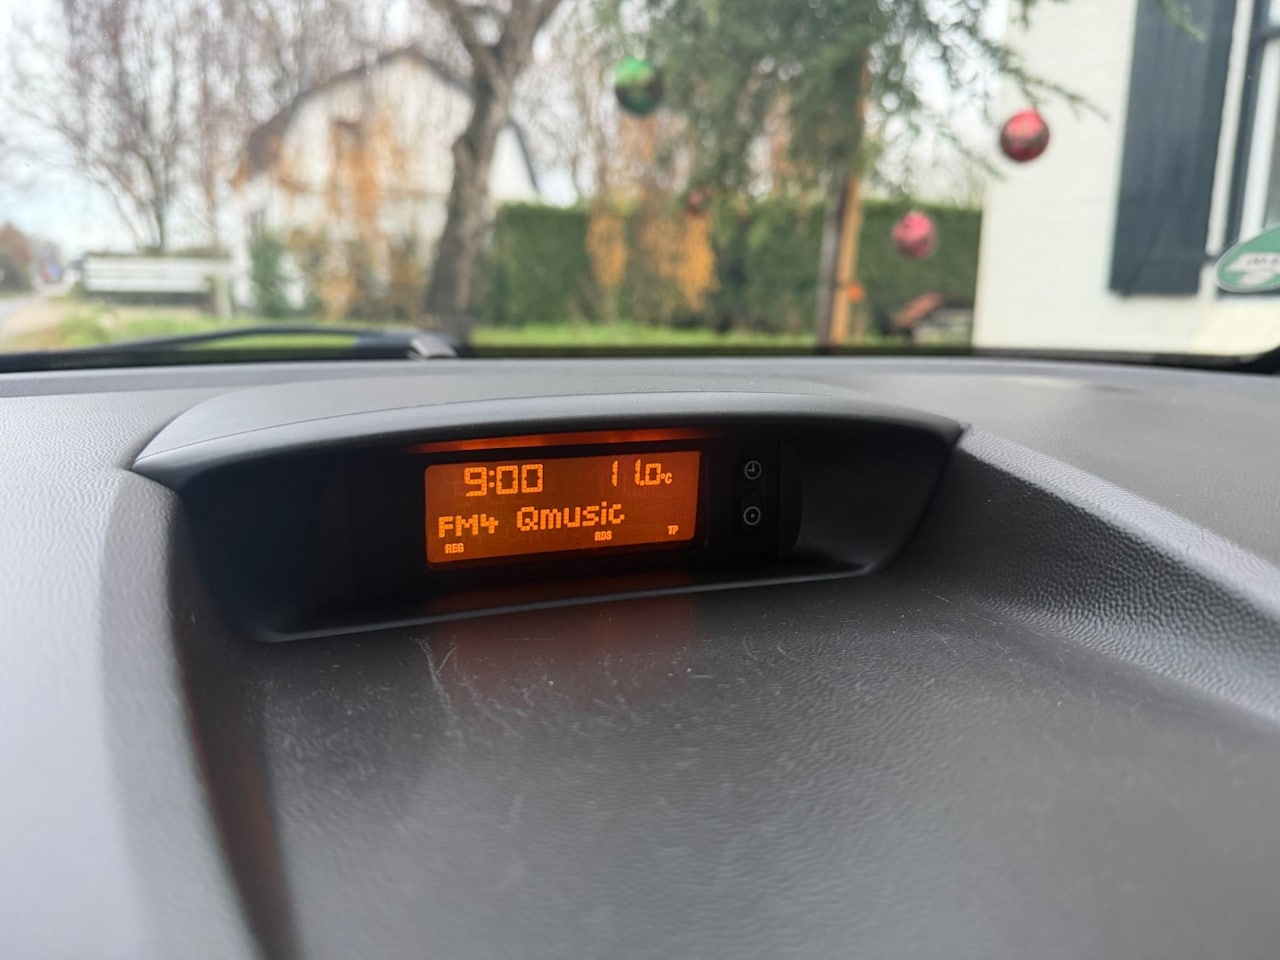 9:00 11.0°C
FM4 Qmusic
REG RDS TP